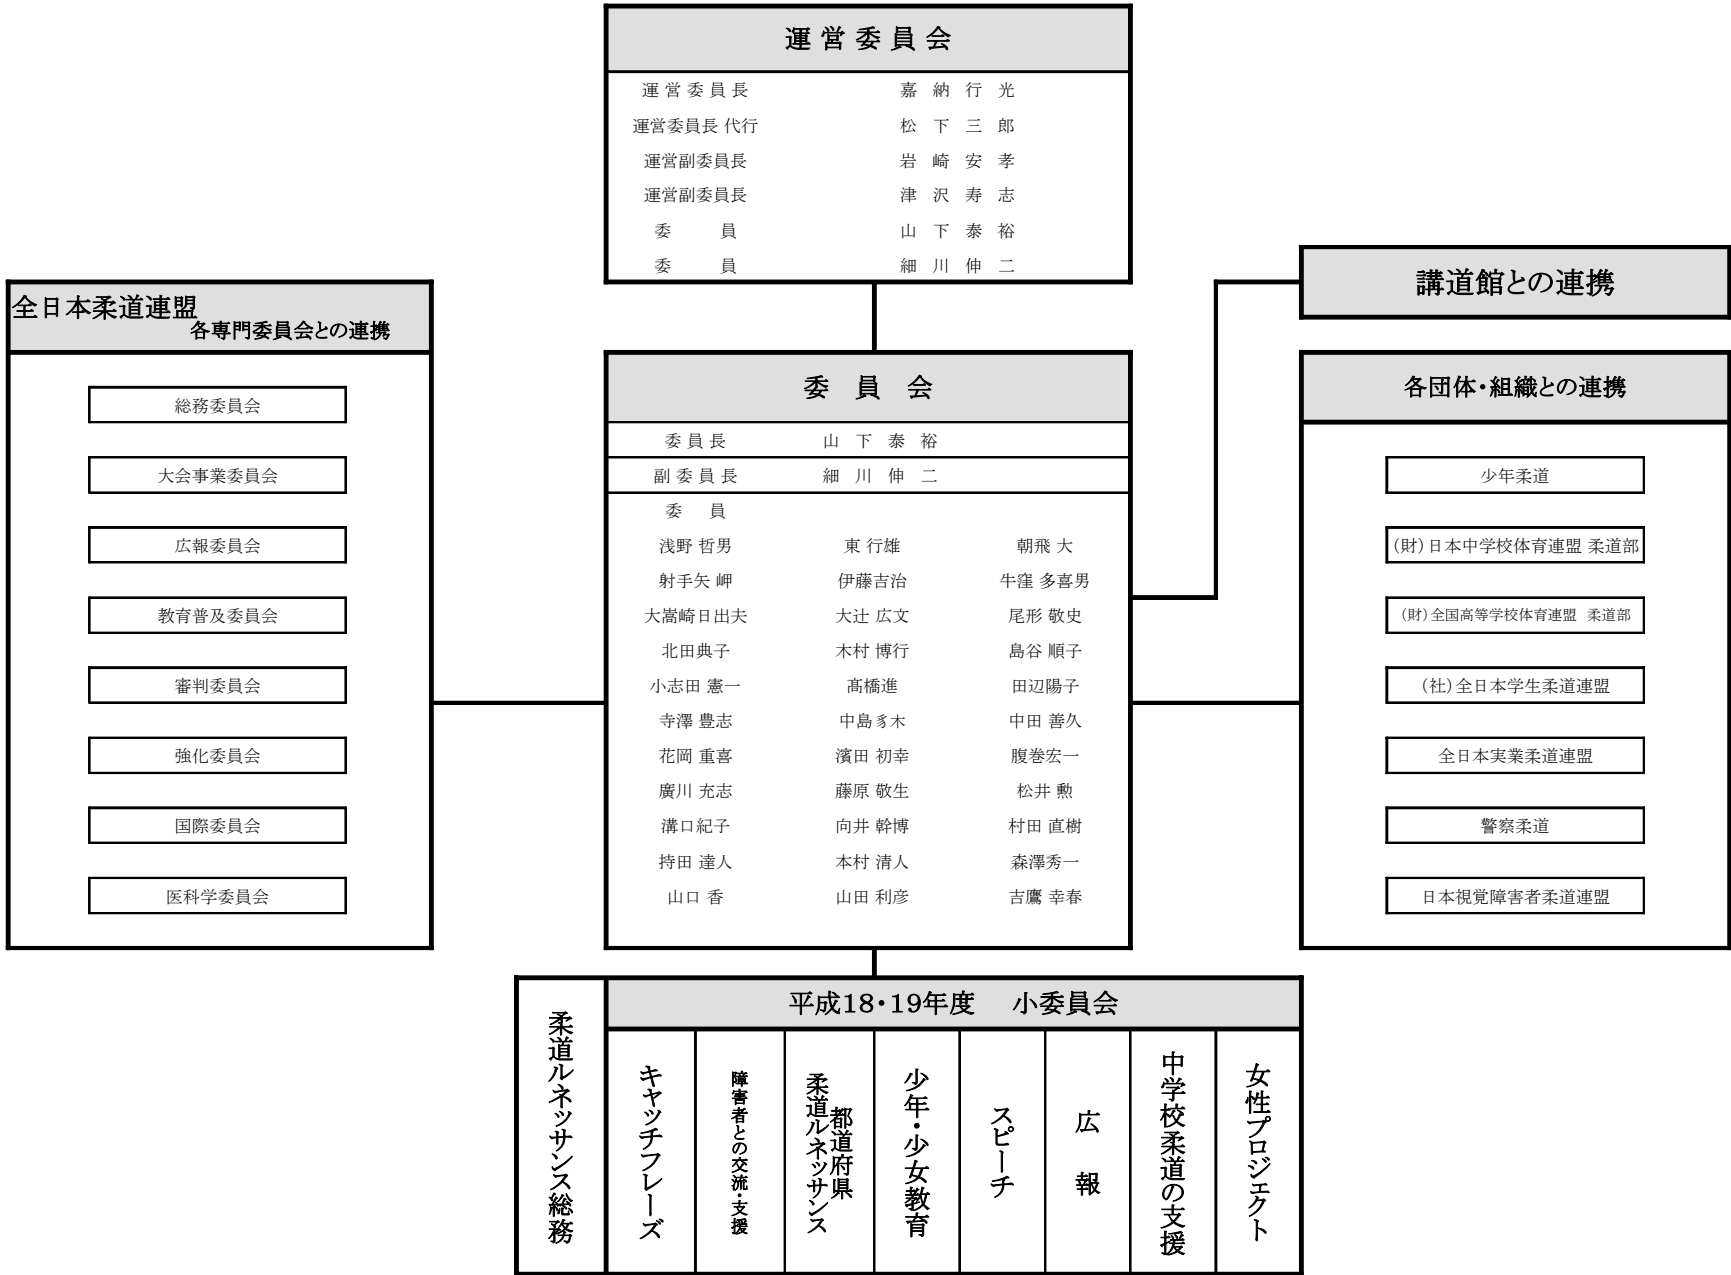 運営委員会
運営委員長 嘉納行光
運営委員長 代行 松下三郎
運営副委員長 岩崎安孝
運営副委員長 津沢寿志
委員 山下泰裕
委員 細川伸二
全日本柔道連盟
各専門委員会との連携
総務委員会
大会事業委員会
広報委員会
教育普及委員会
審判委員会
強化委員会
国際委員会
医科学委員会
委員会
委員長 山下泰裕
副委員長 細川伸二
委員
浅野 哲男 東 行雄 朝飛 大
射手矢 岬 伊藤吉治 牛窪 多喜男
大嵩崎日出夫 大辻 広文 尾形 敬史
北田典子 木村 博行 島谷 順子
小志田 憲一 髙橋進 田辺陽子
寺澤 豊志 中島豸木 中田 善久
花岡 重喜 濱田 初幸 腹巻宏一
廣川 充志 藤原 敬生 松井 勲
溝口紀子 向井 幹博 村田 直樹
持田 達人 本村 清人 森澤秀一
山口 香 山田 利彦 吉鷹 幸春
講道館との連携
各団体・組織との連携
少年柔道
(財)日本中学校体育連盟 柔道部
(財)全国高等学校体育連盟 柔道部
(社)全日本学生柔道連盟
全日本実業柔道連盟
警察柔道
日本視覚障害者柔道連盟
柔道ルネッサンス総務
平成18・19年度 小委員会
キャッチフレーズ
障害者との交流・支援
都道府県
柔道ルネッサンス
少年・少女教育
スピーチ
広報
中学校柔道の支援
女性プロジェクト